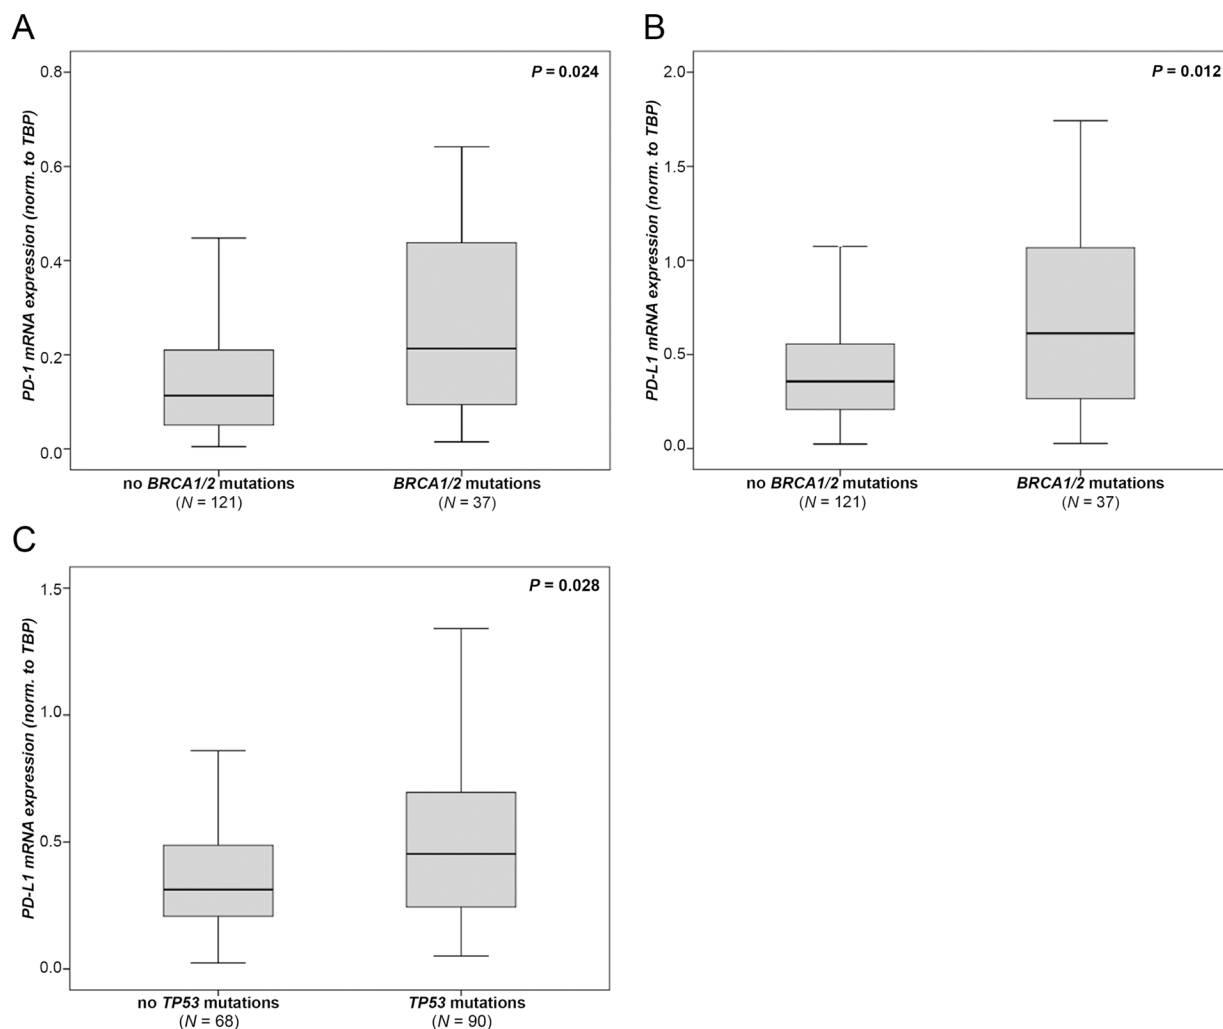 A
P = 0.024
PD-1 mRNA expression (norm. to TBP)
0.8
0.6
0.4
0.2
0.0
no BRCA1/2 mutations
(N = 121)
BRCA1/2 mutations
(N = 37)
B
P = 0.012
PD-L1 mRNA expression (norm. to TBP)
2.0
1.5
1.0
0.5
0.0
no BRCA1/2 mutations
(N = 121)
BRCA1/2 mutations
(N = 37)
C
P = 0.028
PD-L1 mRNA expression (norm. to TBP)
1.5
1.0
0.5
0.0
no TP53 mutations
(N = 68)
TP53 mutations
(N = 90)